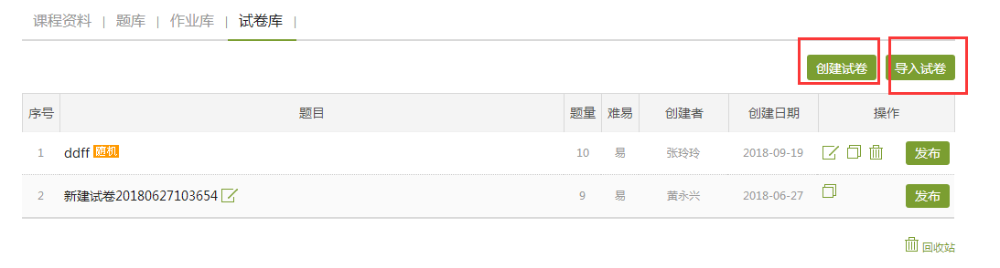 课程资料 | 题库 | 作业库 | 试卷库 |
创建试卷 导入试卷
序号 题目 题量 难易 创建者 创建日期 操作
1 ddff 随机 10 易 张玲玲 2018-09-19 发布
2 新建试卷20180627103654 9 易 黄永兴 2018-06-27 发布
回收站